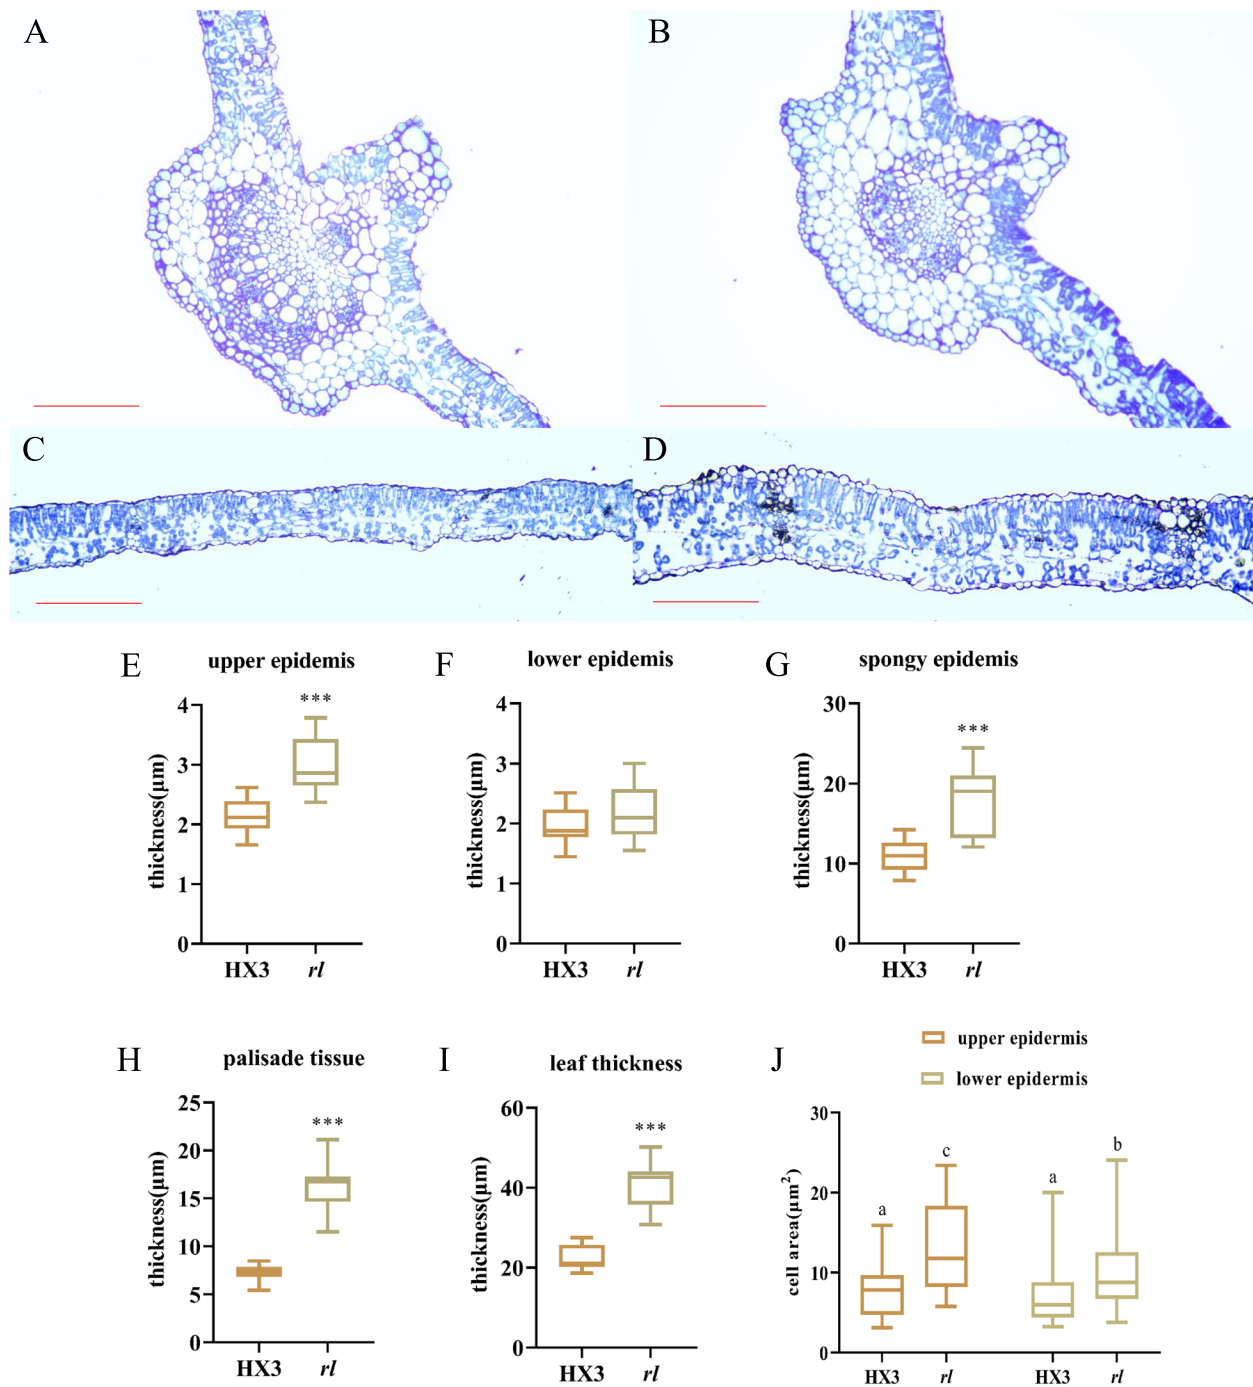 A
B
C
D
E
upper epidemis
***
4
3
2
1
0
thickness(μm)
HX3
rl
F
lower epidemis
4
3
2
1
0
thickness(μm)
HX3
rl
G
spongy epidemis
***
30
20
10
0
thickness(μm)
HX3
rl
H
palisade tissue
***
25
20
15
10
5
0
thickness(μm)
HX3
rl
I
leaf thickness
***
60
40
20
0
thickness(μm)
HX3
rl
J
upper epidermis
lower epidermis
30
20
10
0
cell area(μm²)
a
c
a
b
HX3
rl
HX3
rl